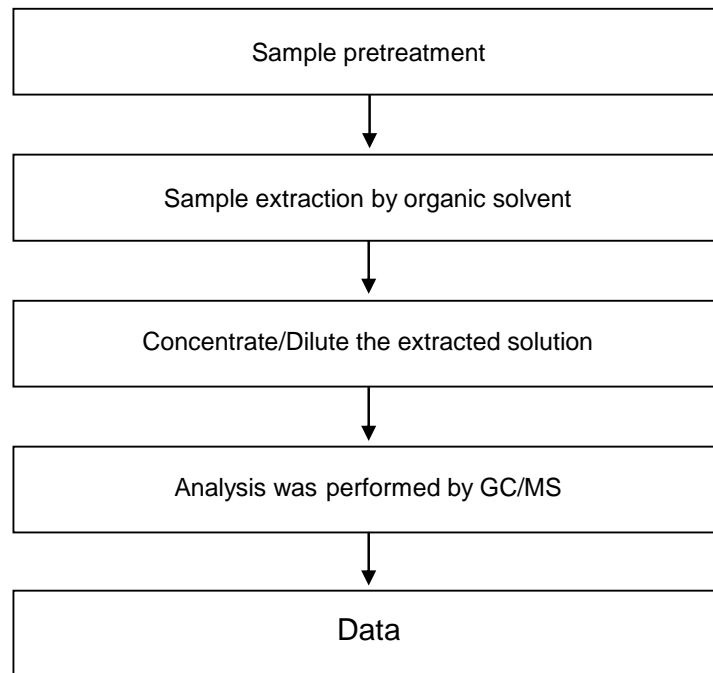 Sample pretreatment
Sample extraction by organic solvent
Concentrate/Dilute the extracted solution
Analysis was performed by GC/MS
Data